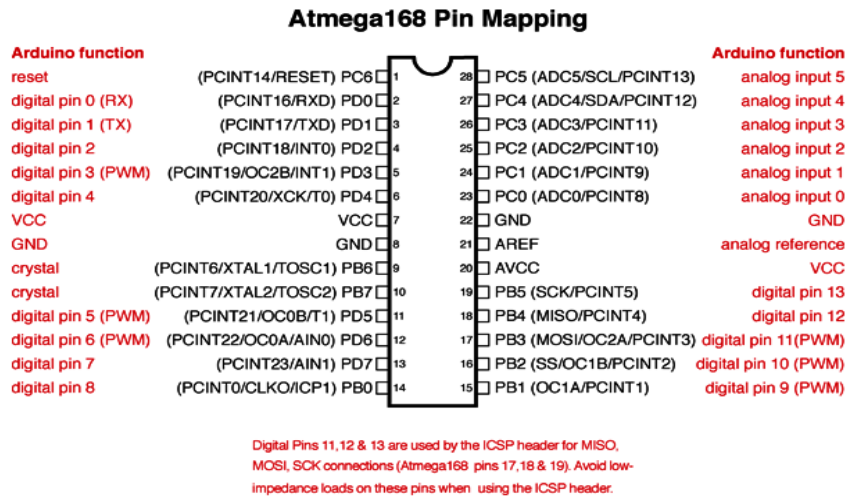 Atmega168 Pin Mapping
Arduino function Arduino function
reset (PCINT14/RESET) PC6 1 28 PC5 (ADC5/SCL/PCINT13) analog input 5
digital pin 0 (RX) (PCINT16/RXD) PD0 2 27 PC4 (ADC4/SDA/PCINT12) analog input 4
digital pin 1 (TX) (PCINT17/TXD) PD1 3 26 PC3 (ADC3/PCINT11) analog input 3
digital pin 2 (PCINT18/INT0) PD2 4 25 PC2 (ADC2/PCINT10) analog input 2
digital pin 3 (PWM) (PCINT19/OC2B/INT1) PD3 5 24 PC1 (ADC1/PCINT9) analog input 1
digital pin 4 (PCINT20/XCK/T0) PD4 6 23 PC0 (ADC0/PCINT8) analog input 0
VCC VCC 7 22 GND GND
GND GND 8 21 AREF analog reference
crystal (PCINT6/XTAL1/TOSC1) PB6 9 20 AVCC VCC
crystal (PCINT7/XTAL2/TOSC2) PB7 10 19 PB5 (SCK/PCINT5) digital pin 13
digital pin 5 (PWM) (PCINT21/OC0B/T1) PD5 11 18 PB4 (MISO/PCINT4) digital pin 12
digital pin 6 (PWM) (PCINT22/OC0A/AIN0) PD6 12 17 PB3 (MOSI/OC2A/PCINT3) digital pin 11(PWM)
digital pin 7 (PCINT23/AIN1) PD7 13 16 PB2 (SS/OC1B/PCINT2) digital pin 10 (PWM)
digital pin 8 (PCINT0/CLKO/ICP1) PB0 14 15 PB1 (OC1A/PCINT1) digital pin 9 (PWM)
Digital Pins 11,12 & 13 are used by the ICSP header for MISO,
MOSI, SCK connections (Atmega168 pins 17,18 & 19). Avoid low-
impedance loads on these pins when using the ICSP header.